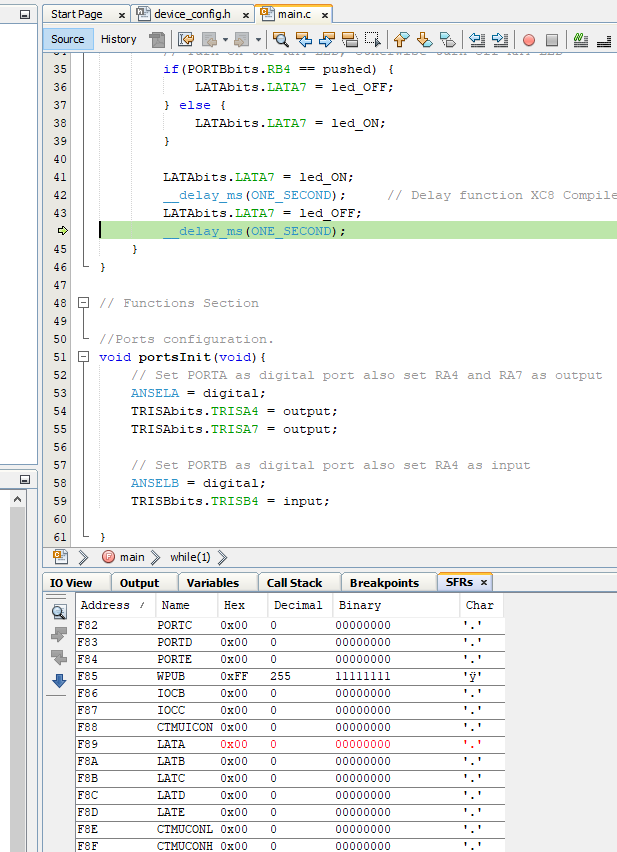 Start Page device_config.h main.c
Source History
35 if(PORTBbits.RB4 == pushed) {
36 LATAbits.LATA7 = led_OFF;
37 } else {
38 LATAbits.LATA7 = led_ON;
39 }
40
41 LATAbits.LATA7 = led_ON;
42 __delay_ms(ONE_SECOND); // Delay function XC8 Compile
43 LATAbits.LATA7 = led_OFF;
__delay_ms(ONE_SECOND);
45 }
46 }
47
48 // Functions Section
49
50 //Ports configuration.
51 void portsInit(void){
52 // Set PORTA as digital port also set RA4 and RA7 as output
53 ANSELA = digital;
54 TRISAbits.TRISA4 = output;
55 TRISAbits.TRISA7 = output;
56
57 // Set PORTB as digital port also set RA4 as input
58 ANSELB = digital;
59 TRISBbits.TRISB4 = input;
60
61 }
main while(1)
IO View Output Variables Call Stack Breakpoints SFRs
Address / Name Hex Decimal Binary Char
F82 PORTC 0x00 0 00000000 '.'
F83 PORTD 0x00 0 00000000 '.'
F84 PORTE 0x00 0 00000000 '.'
F85 WPUB 0xFF 255 11111111 'ÿ'
F86 IOCB 0x00 0 00000000 '.'
F87 IOCC 0x00 0 00000000 '.'
F88 CTMUICON 0x00 0 00000000 '.'
F89 LATA 0x00 0 00000000 '.'
F8A LATB 0x00 0 00000000 '.'
F8B LATC 0x00 0 00000000 '.'
F8C LATD 0x00 0 00000000 '.'
F8D LATE 0x00 0 00000000 '.'
F8E CTMUCONL 0x00 0 00000000 '.'
F8F CTMUCONH 0x00 0 00000000 '.'